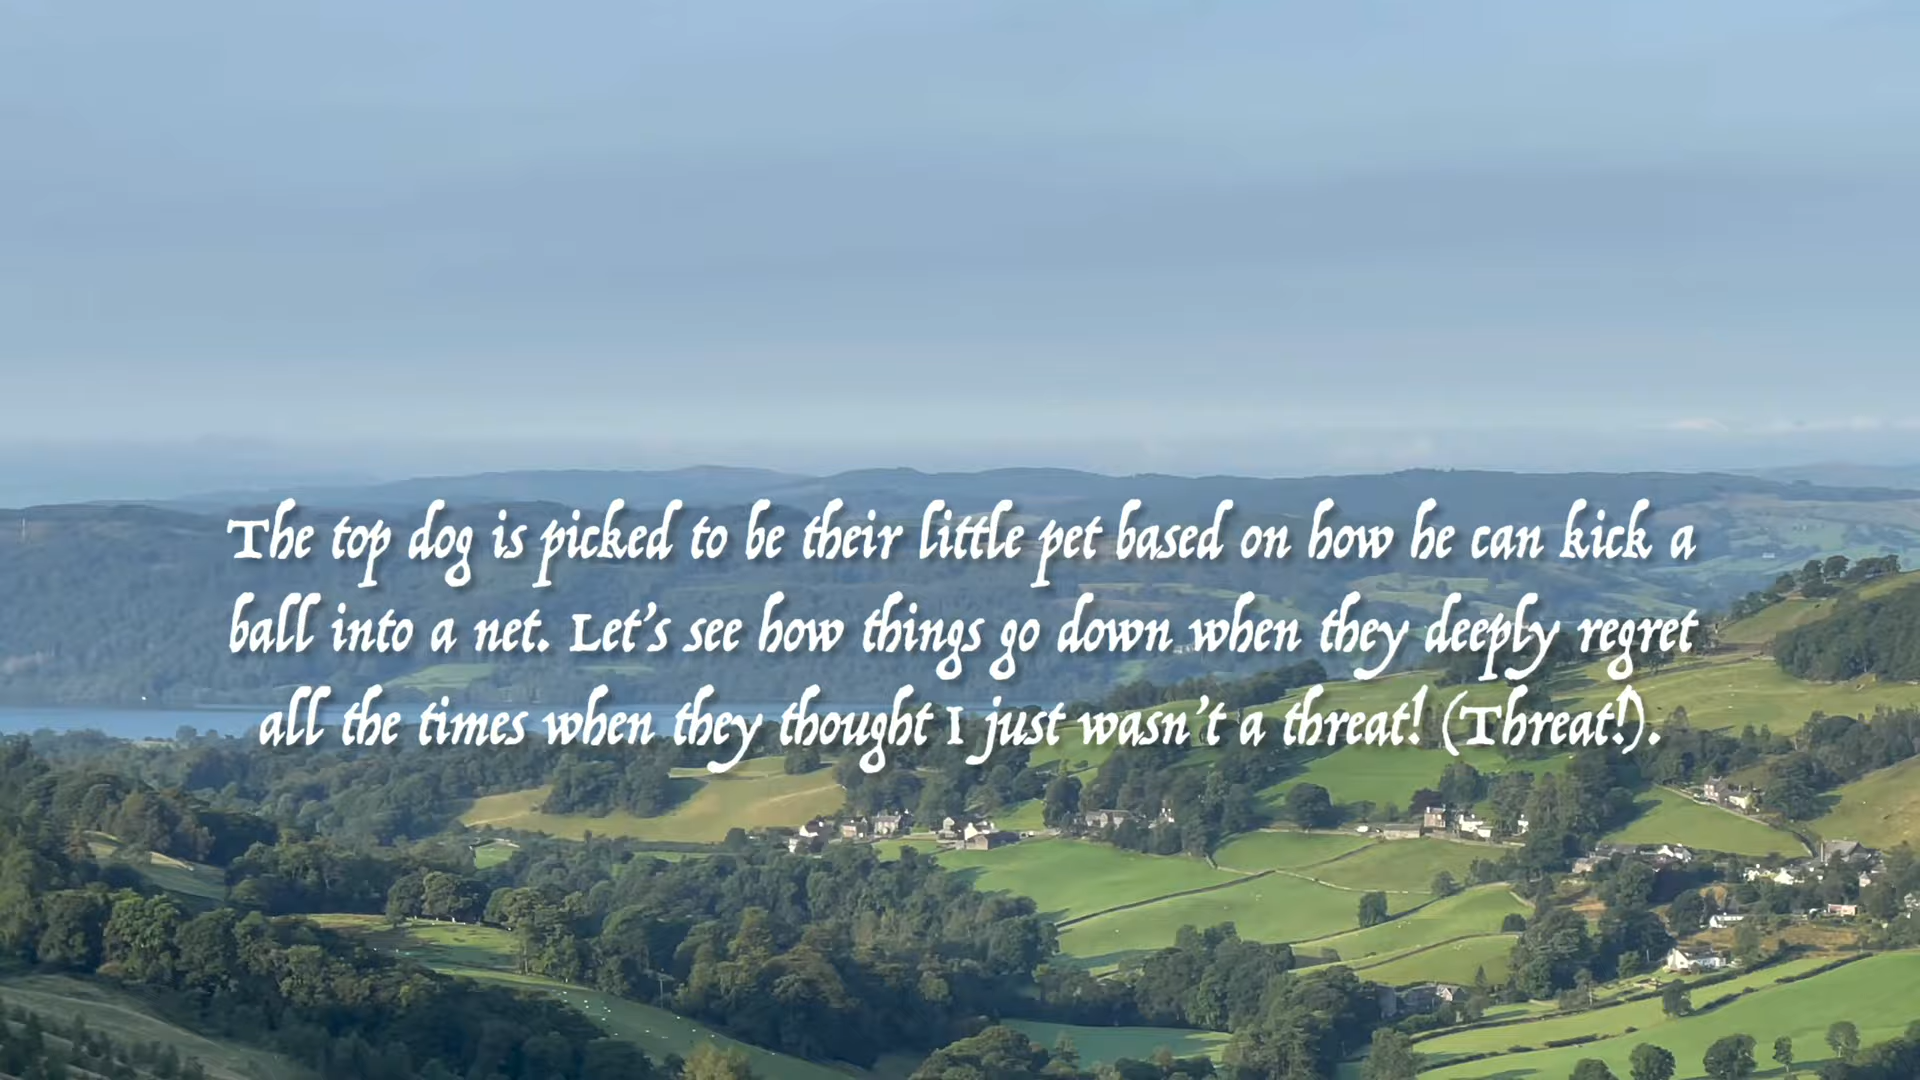 The top dog is picked to be their little pet based on how he can kick a
ball into a net. Let's see how things go down when they deeply regret
all the times when they thought I just wasn't a threat! (Threat!).